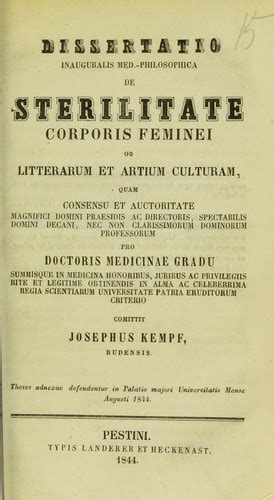 DISSERTATIO
INAUGURALIS MED.-PHILOSOPHICA
DE
STERILITATE
CORPORIS FEMINEI
OB
LITTERARUM ET ARTIUM CULTURAM,
QUAM
CONSENSU ET AUCTORITATE
MAGNIFICI DOMINI PRAESIDIS AC DIRECTORIS, SPECTABILIS
DOMINI DECANI, NEC NON CLARISSIMORUM DOMINORUM
PROFESSORUM
PRO
DOCTORIS MEDICINAE GRADU
SUMMISQUE IN MEDICINA HONORIBUS, JURIBUS AC PRIVILEGIIS
RITE ET LEGITIME OBTINENDIS IN ALMA AC CELEBERRIMA
REGIA SCIENTIARUM UNIVERSITATE PATRIA ERUDITORUM
CRITERIO
COMITTIT
JOSEPHUS KEMPF,
BUDENSIS.
Theses adnexae defendentur in Palatio majori Universitatis Mense
Augusti 1844.
PESTINI.
TYPIS LANDERER ET HECKENAST.
1844.